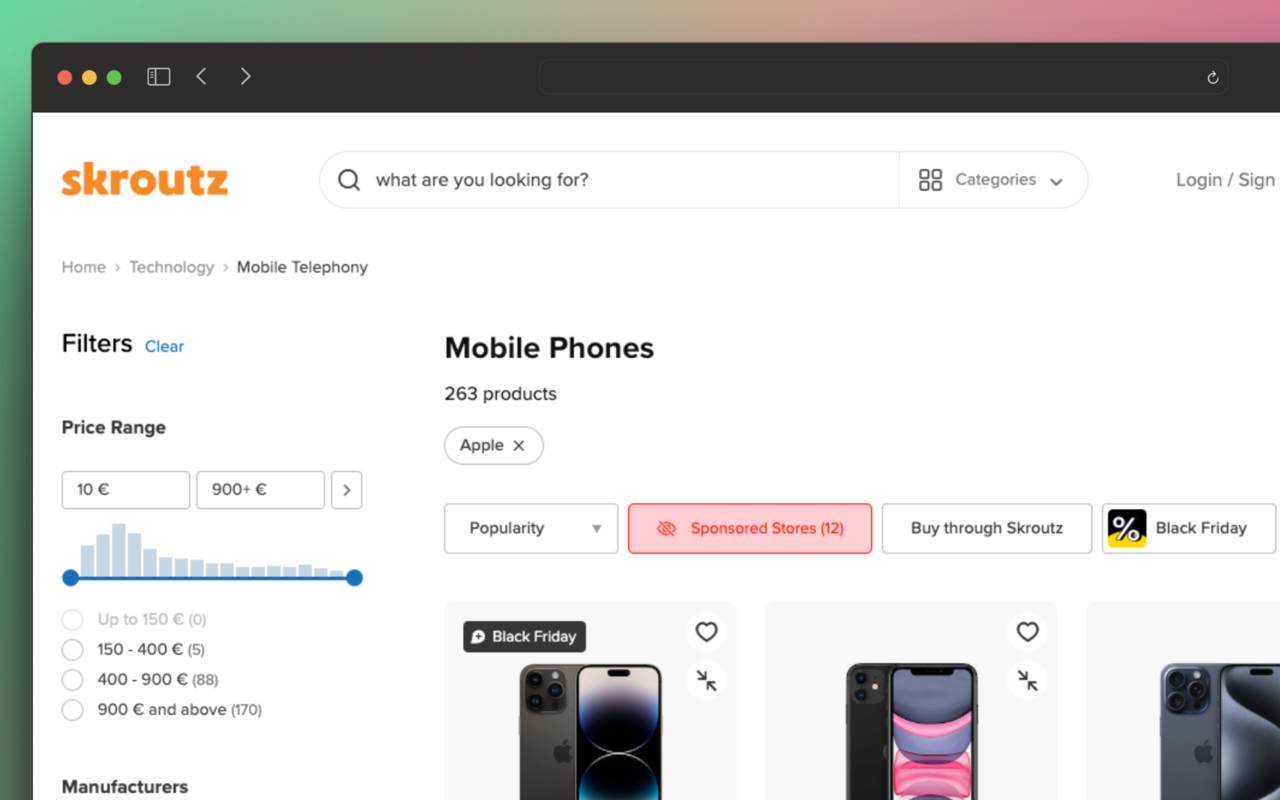 skroutz
what are you looking for?
Categories
Login / Sign
Home › Technology › Mobile Telephony
Filters Clear
Price Range
10 €
900+ €
Up to 150 € (0)
150 - 400 € (5)
400 - 900 € (88)
900 € and above (170)
Manufacturers
Mobile Phones
263 products
Apple ×
Popularity
Sponsored Stores (12)
Buy through Skroutz
% Black Friday
Black Friday